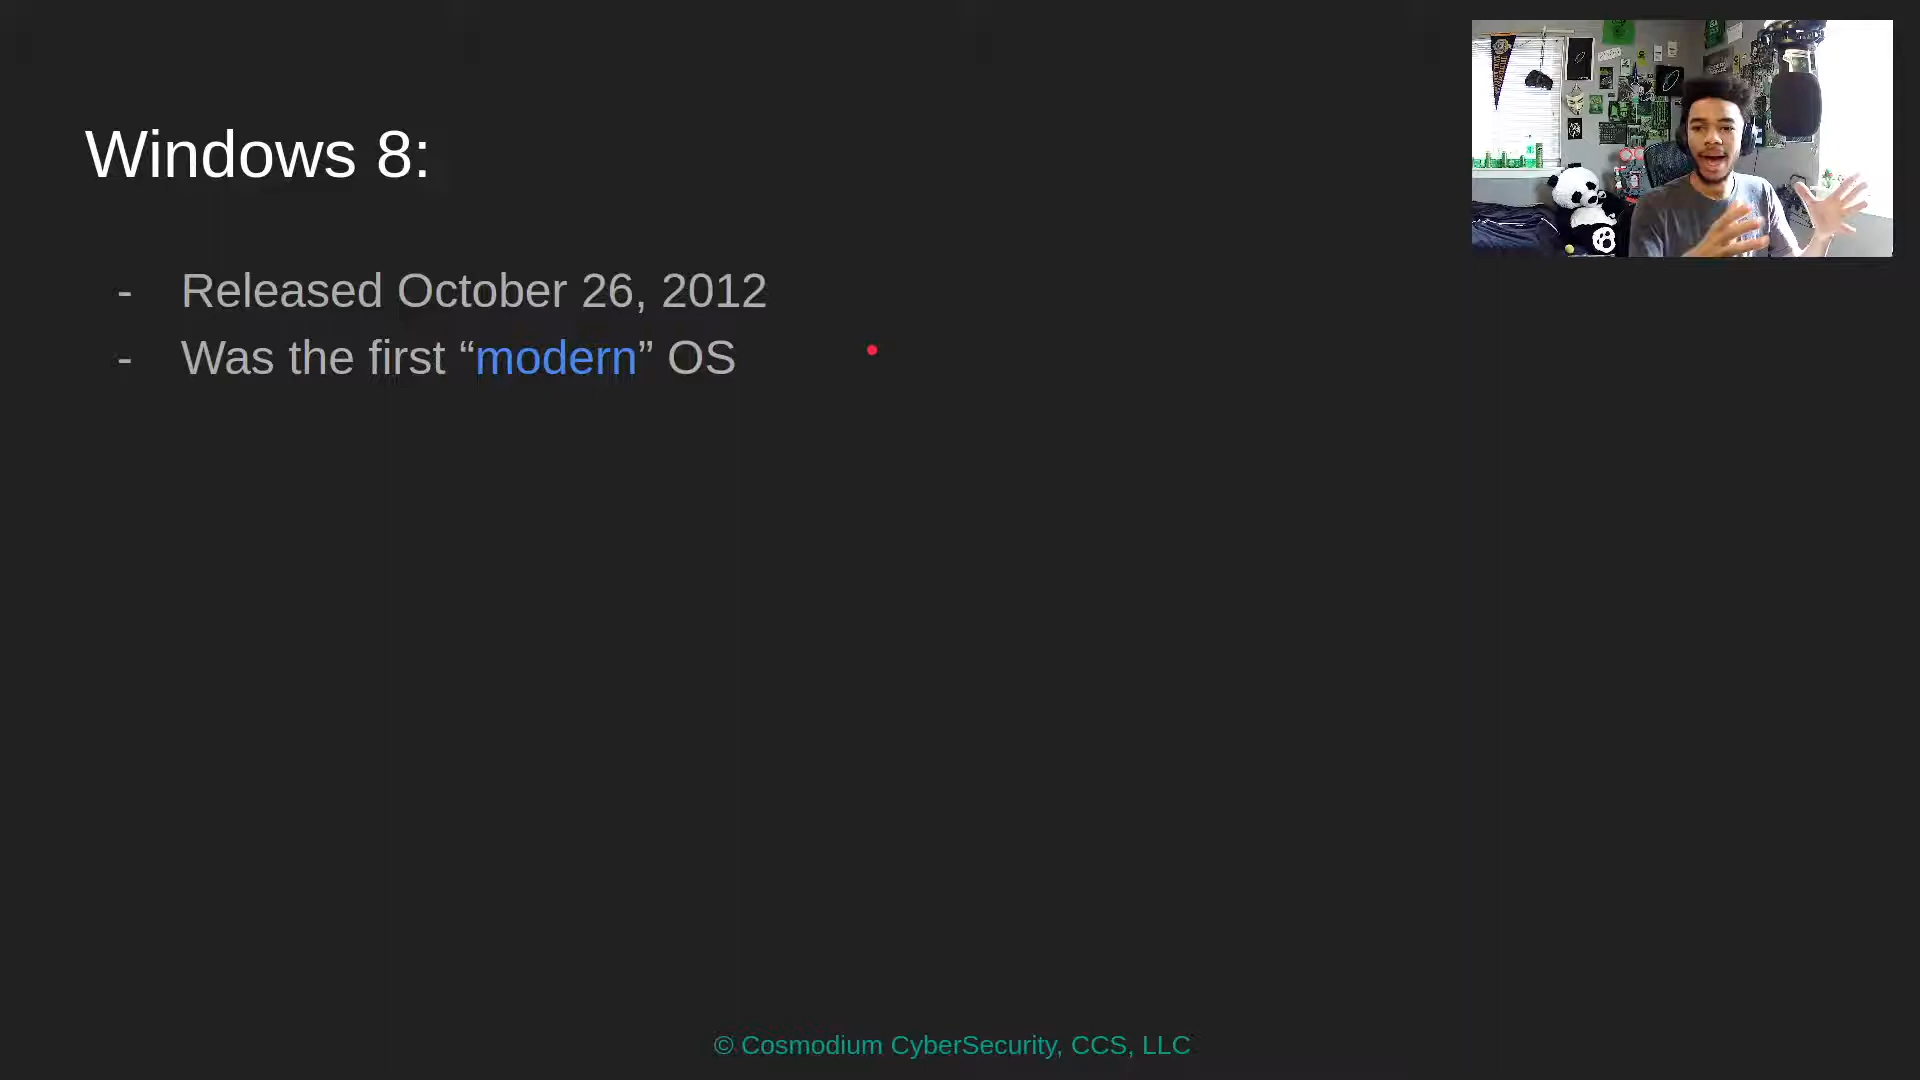 Windows 8:
- Released October 26, 2012
- Was the first “modern” OS
© Cosmodium CyberSecurity, CCS, LLC